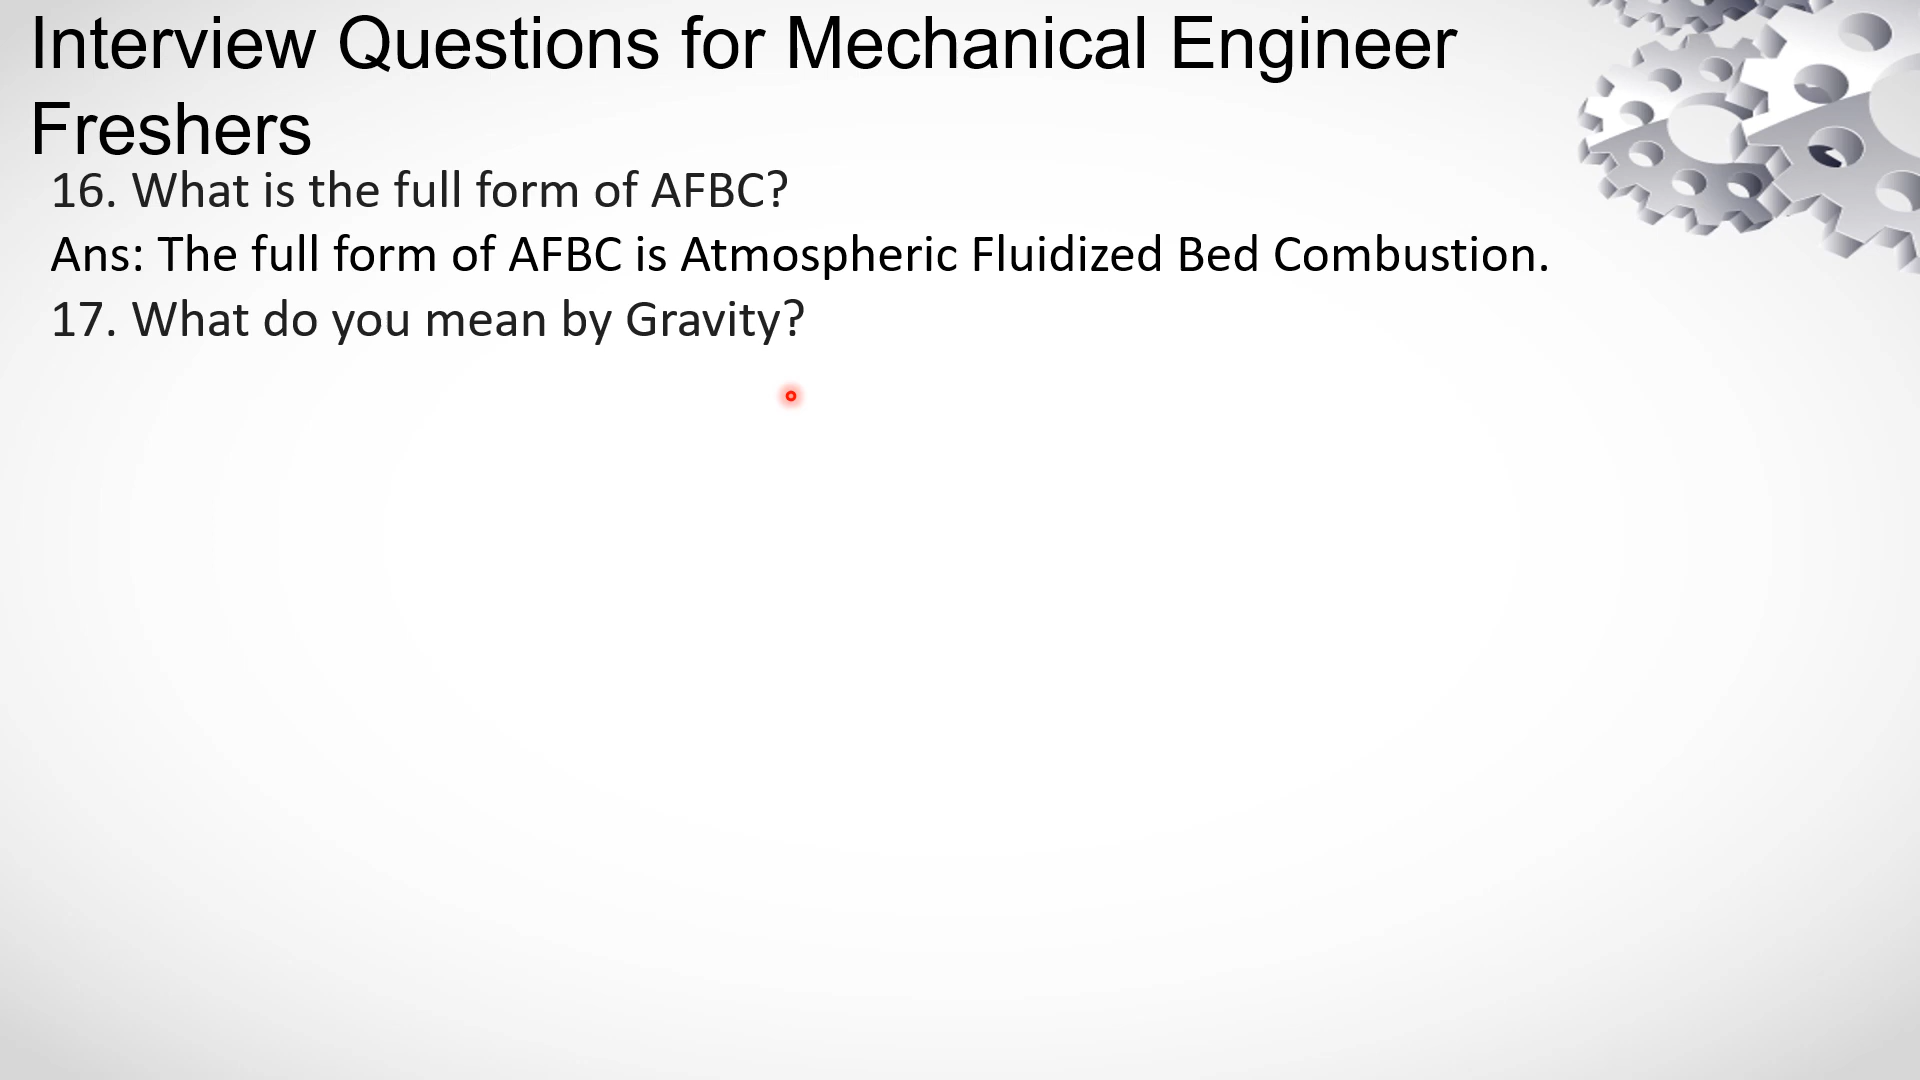 Interview Questions for Mechanical Engineer
Freshers
16. What is the full form of AFBC?
Ans: The full form of AFBC is Atmospheric Fluidized Bed Combustion.
17. What do you mean by Gravity?